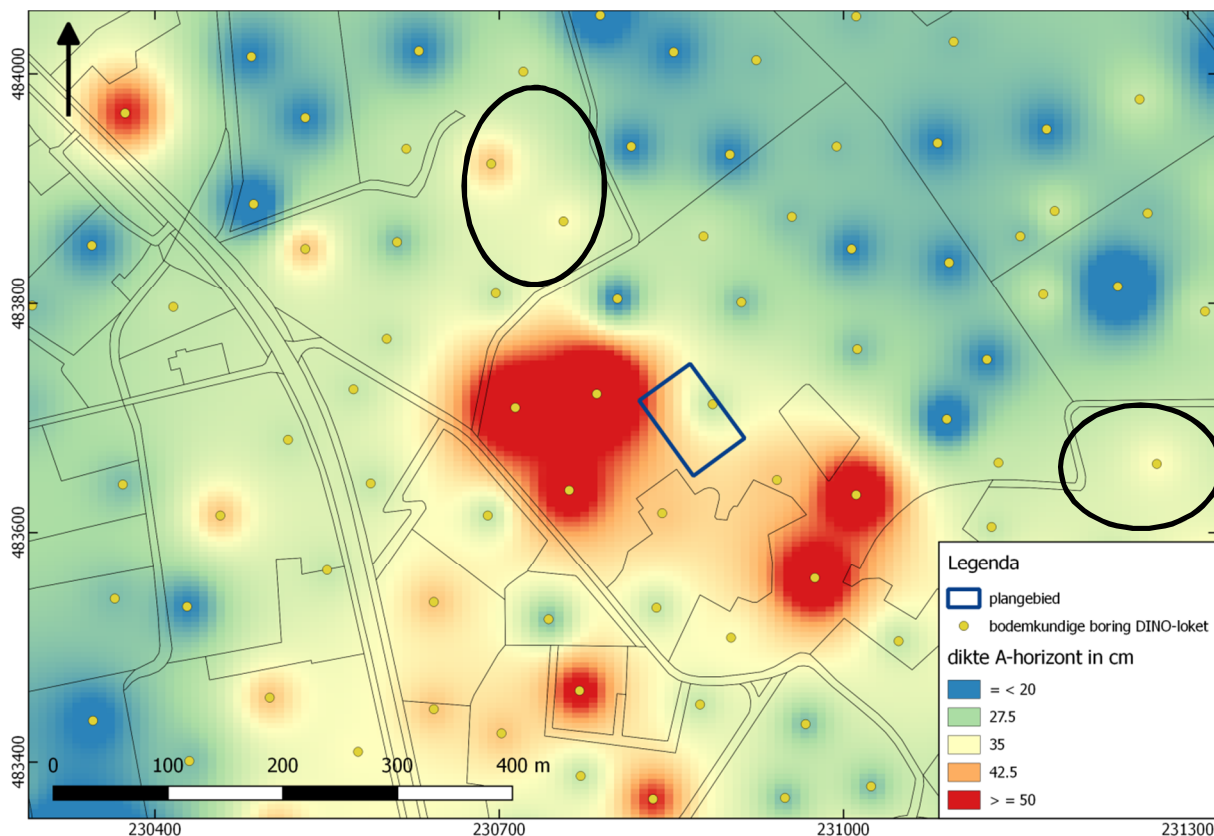 484000
483800
483600
483400
0 100 200 300 400 m
230400 230700 231000 231300
Legenda
plangebied
bodemkundige boring DINO-loket
dikte A-horizont in cm
= < 20
27.5
35
42.5
> = 50